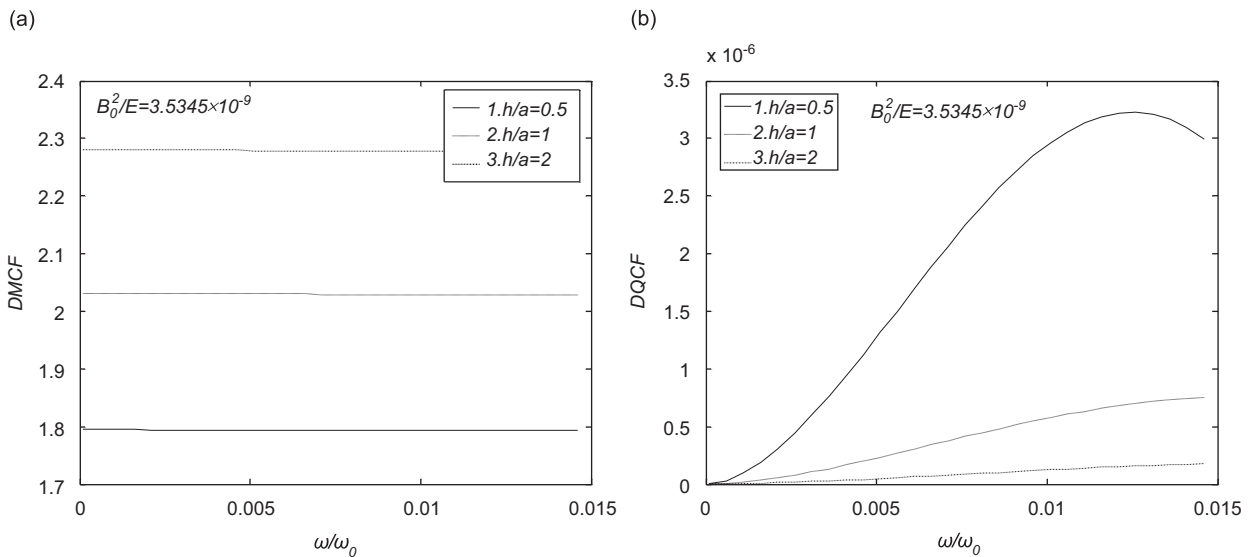 (a)
B₀²/E=3.5345×10⁻⁹
1.h/a=0.5
2.h/a=1
3.h/a=2
2.4
2.3
2.2
2.1
2
1.9
1.8
1.7
DMCF
0
0.005
0.01
0.015
ω/ω₀
(b)
x 10⁻⁶
1.h/a=0.5
2.h/a=1
3.h/a=2
B₀²/E=3.5345×10⁻⁹
3.5
3
2.5
2
1.5
1
0.5
0
DQCF
0
0.005
0.01
0.015
ω/ω₀